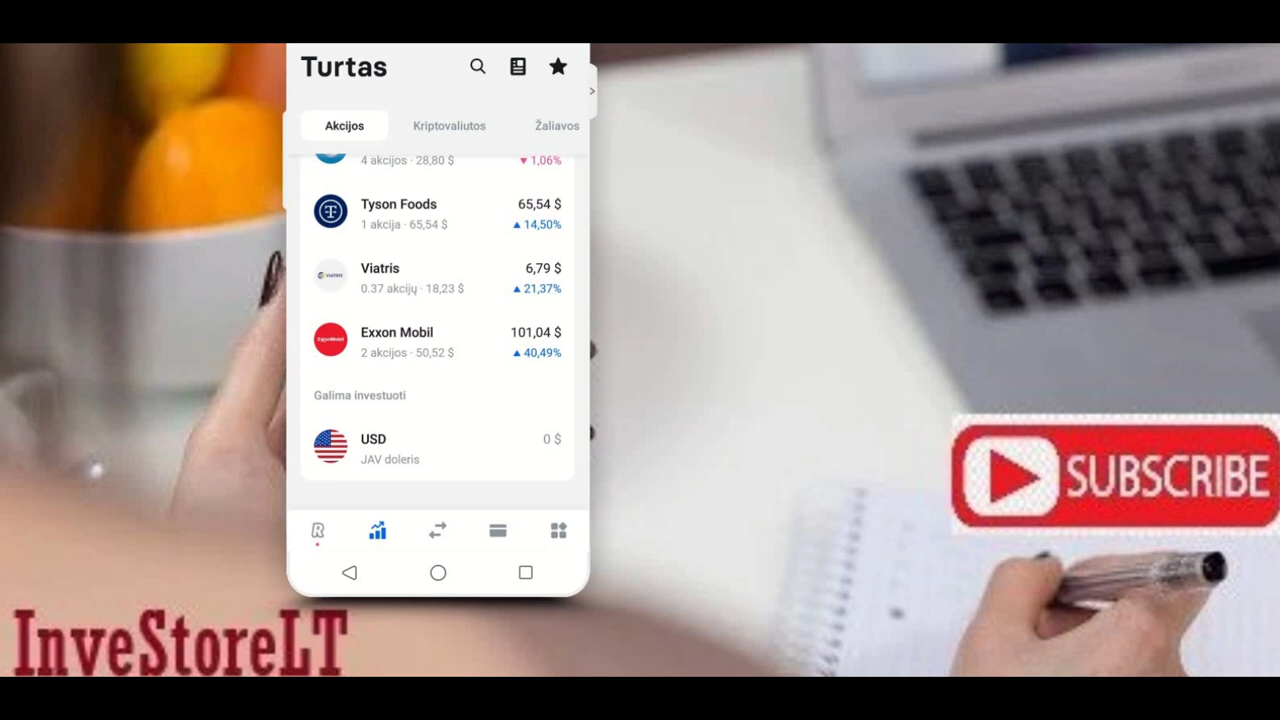 Turtas
Akcijos
Kriptovaliutos
Žaliavos
4 akcijos · 28,80 $
▼ 1,06%
Tyson Foods
65,54 $
1 akcija · 65,54 $
▲ 14,50%
VIATRIS
Viatris
6,79 $
0.37 akcijų · 18,23 $
▲ 21,37%
ExxonMobil
Exxon Mobil
101,04 $
2 akcijos · 50,52 $
▲ 40,49%
Galima investuoti
USD
0 $
JAV doleris
SUBSCRIBE
InveStoreLT